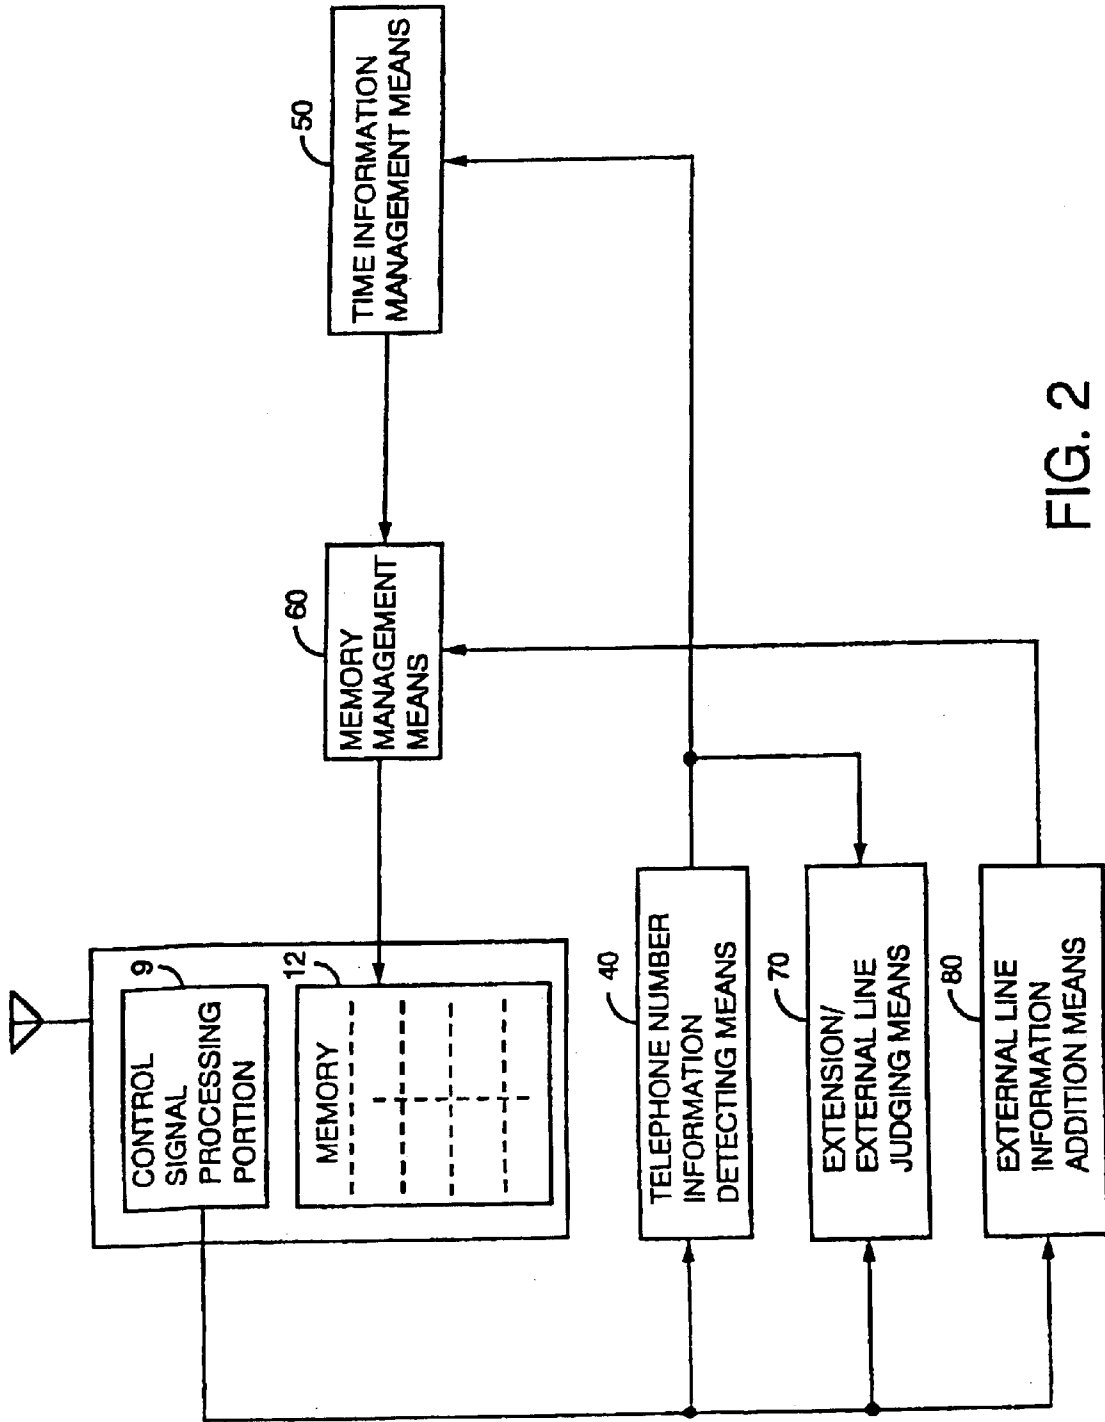 CONTROL
SIGNAL
PROCESSING
PORTION
9
MEMORY
12
MEMORY
MANAGEMENT
MEANS
60
TIME INFORMATION
MANAGEMENT MEANS
50
TELEPHONE NUMBER
INFORMATION
DETECTING MEANS
40
EXTENSION/
EXTERNAL LINE
JUDGING MEANS
70
EXTERNAL LINE
INFORMATION
ADDITION MEANS
80
FIG. 2